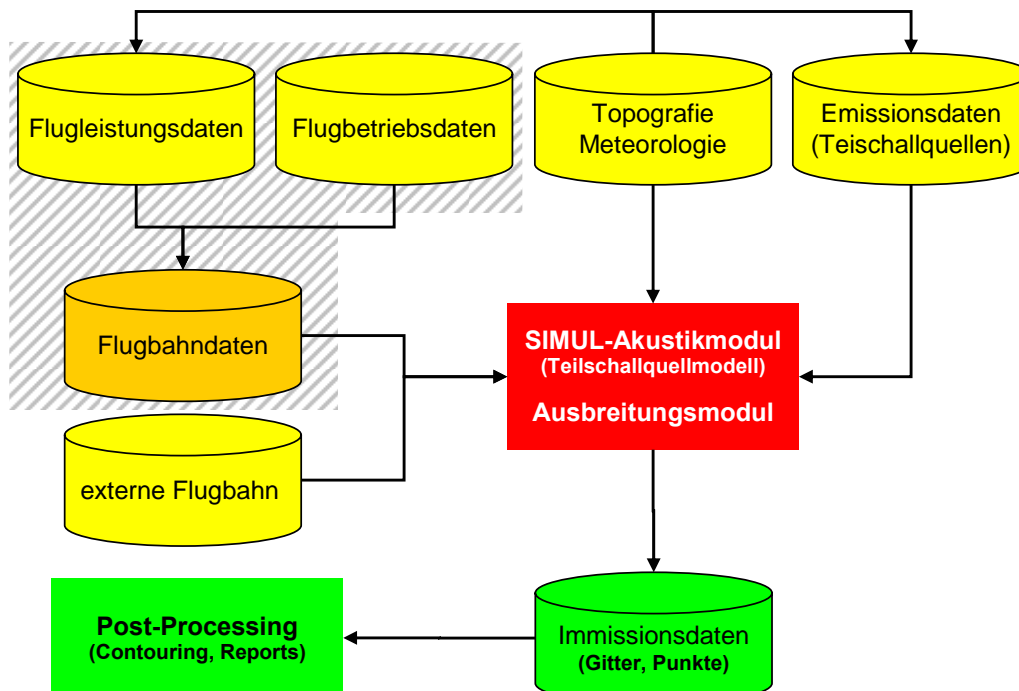 Flugleistungsdaten
Flugbetriebsdaten
Topografie
Meteorologie
Emissionsdaten
(Teischallquellen)
Flugbahndaten
SIMUL-Akustikmodul
(Teilschallquellmodell)
Ausbreitungsmodul
externe Flugbahn
Post-Processing
(Contouring, Reports)
Immissionsdaten
(Gitter, Punkte)